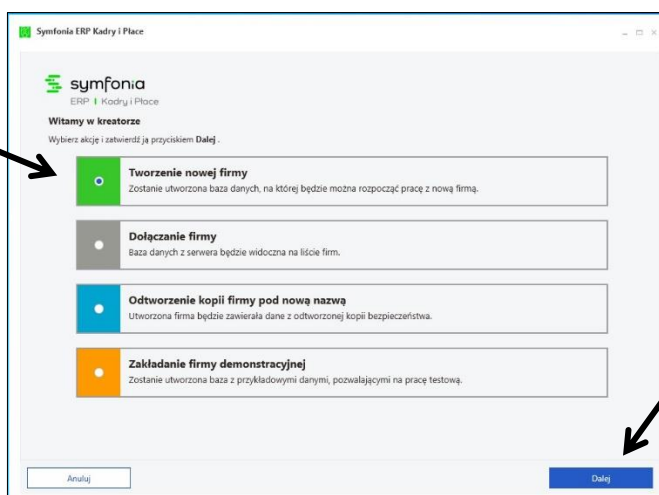 Symfonia ERP Kadry i Płace
symfonia
ERP | Kadry i Płace
Witamy w kreatorze
Wybierz akcję i zatwierdź ją przyciskiem Dalej .
Tworzenie nowej firmy
Zostanie utworzona baza danych, na której będzie można rozpocząć pracę z nową firmą.
Dołączanie firmy
Baza danych z serwera będzie widoczna na liście firm.
Odtworzenie kopii firmy pod nową nazwą
Utworzona firma będzie zawierała dane z odtworzonej kopii bezpieczeństwa.
Zakładanie firmy demonstracyjnej
Zostanie utworzona baza z przykładowymi danymi, pozwalającymi na pracę testową.
Anuluj
Dalej